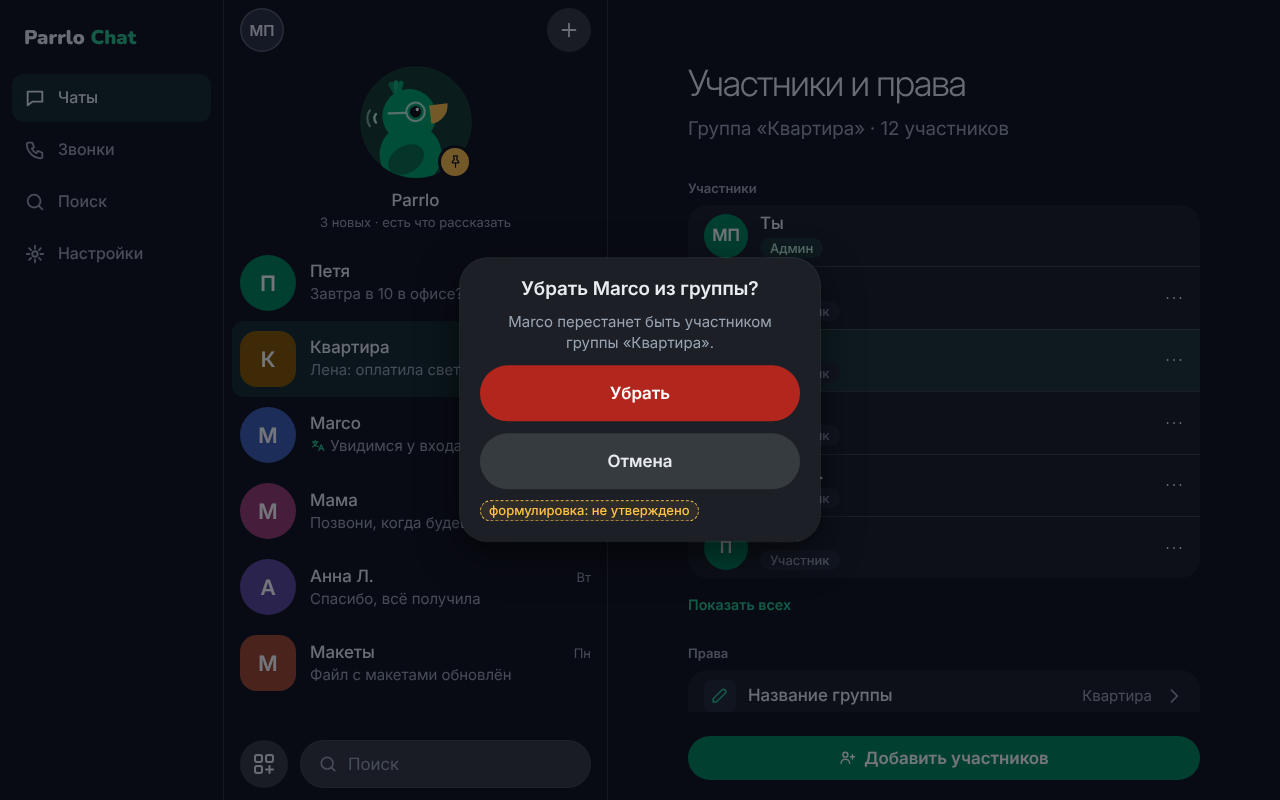 Parrlo Chat
Чаты
Звонки
Поиск
Настройки
МП
Parrlo
3 новых · есть что рассказать
П
Петя
Завтра в 10 в офисе?
К
Квартира
Лена: оплатила свет
M
Marco
Увидимся у входа
М
Мама
Позвони, когда буде
А
Анна Л.
Вт
Спасибо, всё получила
М
Макеты
Пн
Файл с макетами обновлён
Поиск
Участники и права
Группа «Квартира» · 12 участников
Участники
МП
Ты
Админ
П
Участник
Показать всех
Права
Название группы
Квартира
Добавить участников
Убрать Marco из группы?
Marco перестанет быть участником
группы «Квартира».
Убрать
Отмена
формулировка: не утверждено